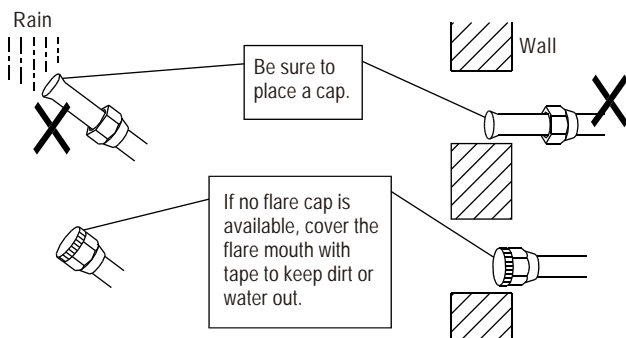 Rain
Wall
Be sure to
place a cap.
If no flare cap is
available, cover the
flare mouth with
tape to keep dirt or
water out.